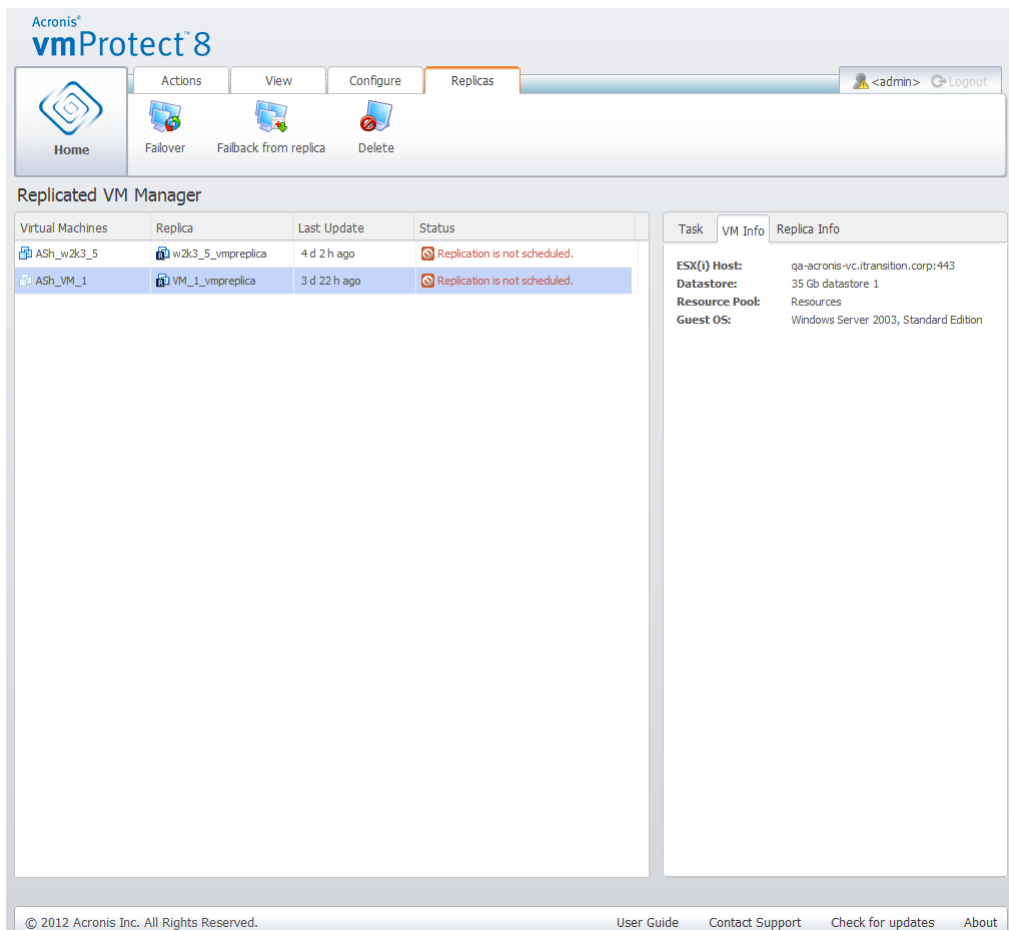 Acronis®
vmProtect™8
Actions View Configure Replicas
<admin> Logout
Home
Failover Failback from replica Delete
Replicated VM Manager
Virtual Machines Replica Last Update Status
ASh_w2k3_5 w2k3_5_vmpreplica 4 d 2 h ago Replication is not scheduled.
ASh_VM_1 VM_1_vmpreplica 3 d 22 h ago Replication is not scheduled.
Task VM Info Replica Info
ESX(i) Host: qa-acronis-vc.itransition.corp:443
Datastore: 35 Gb datastore 1
Resource Pool: Resources
Guest OS: Windows Server 2003, Standard Edition
© 2012 Acronis Inc. All Rights Reserved. User Guide Contact Support Check for updates About